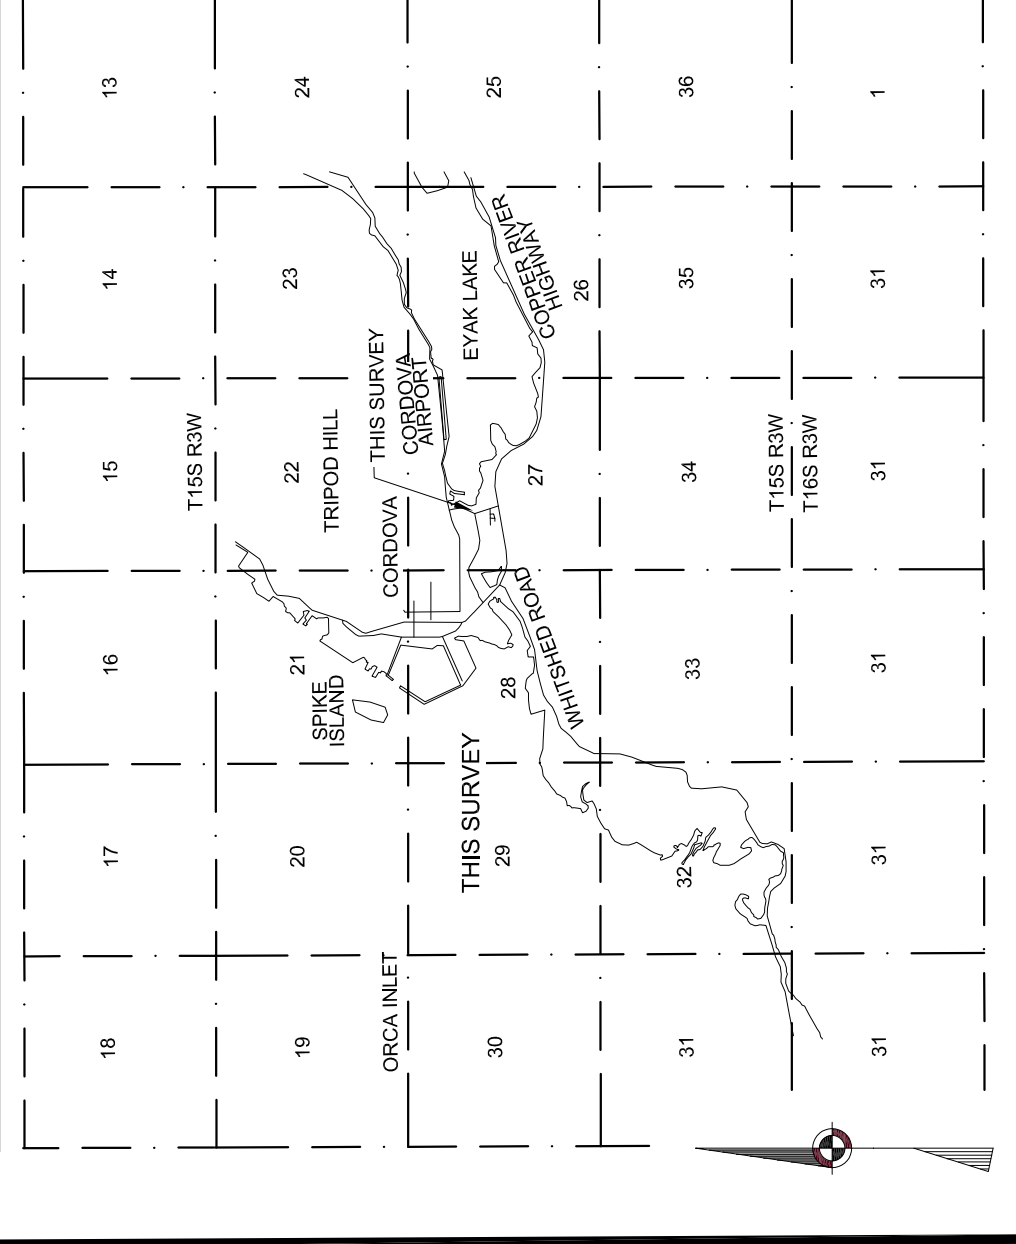 18
17
16
15
14
13
T15S R3W
19
20
21
22
23
24
SPIKE
ISLAND
TRIPOD HILL
ORCA INLET
CORDOVA
THIS SURVEY
CORDOVA
AIRPORT
30
29
28
27
26
25
THIS SURVEY
EYAK LAKE
WHITSHED ROAD
COPPER RIVER
HIGHWAY
31
32
33
34
35
36
T15S R3W
T16S R3W
31
31
31
31
31
1